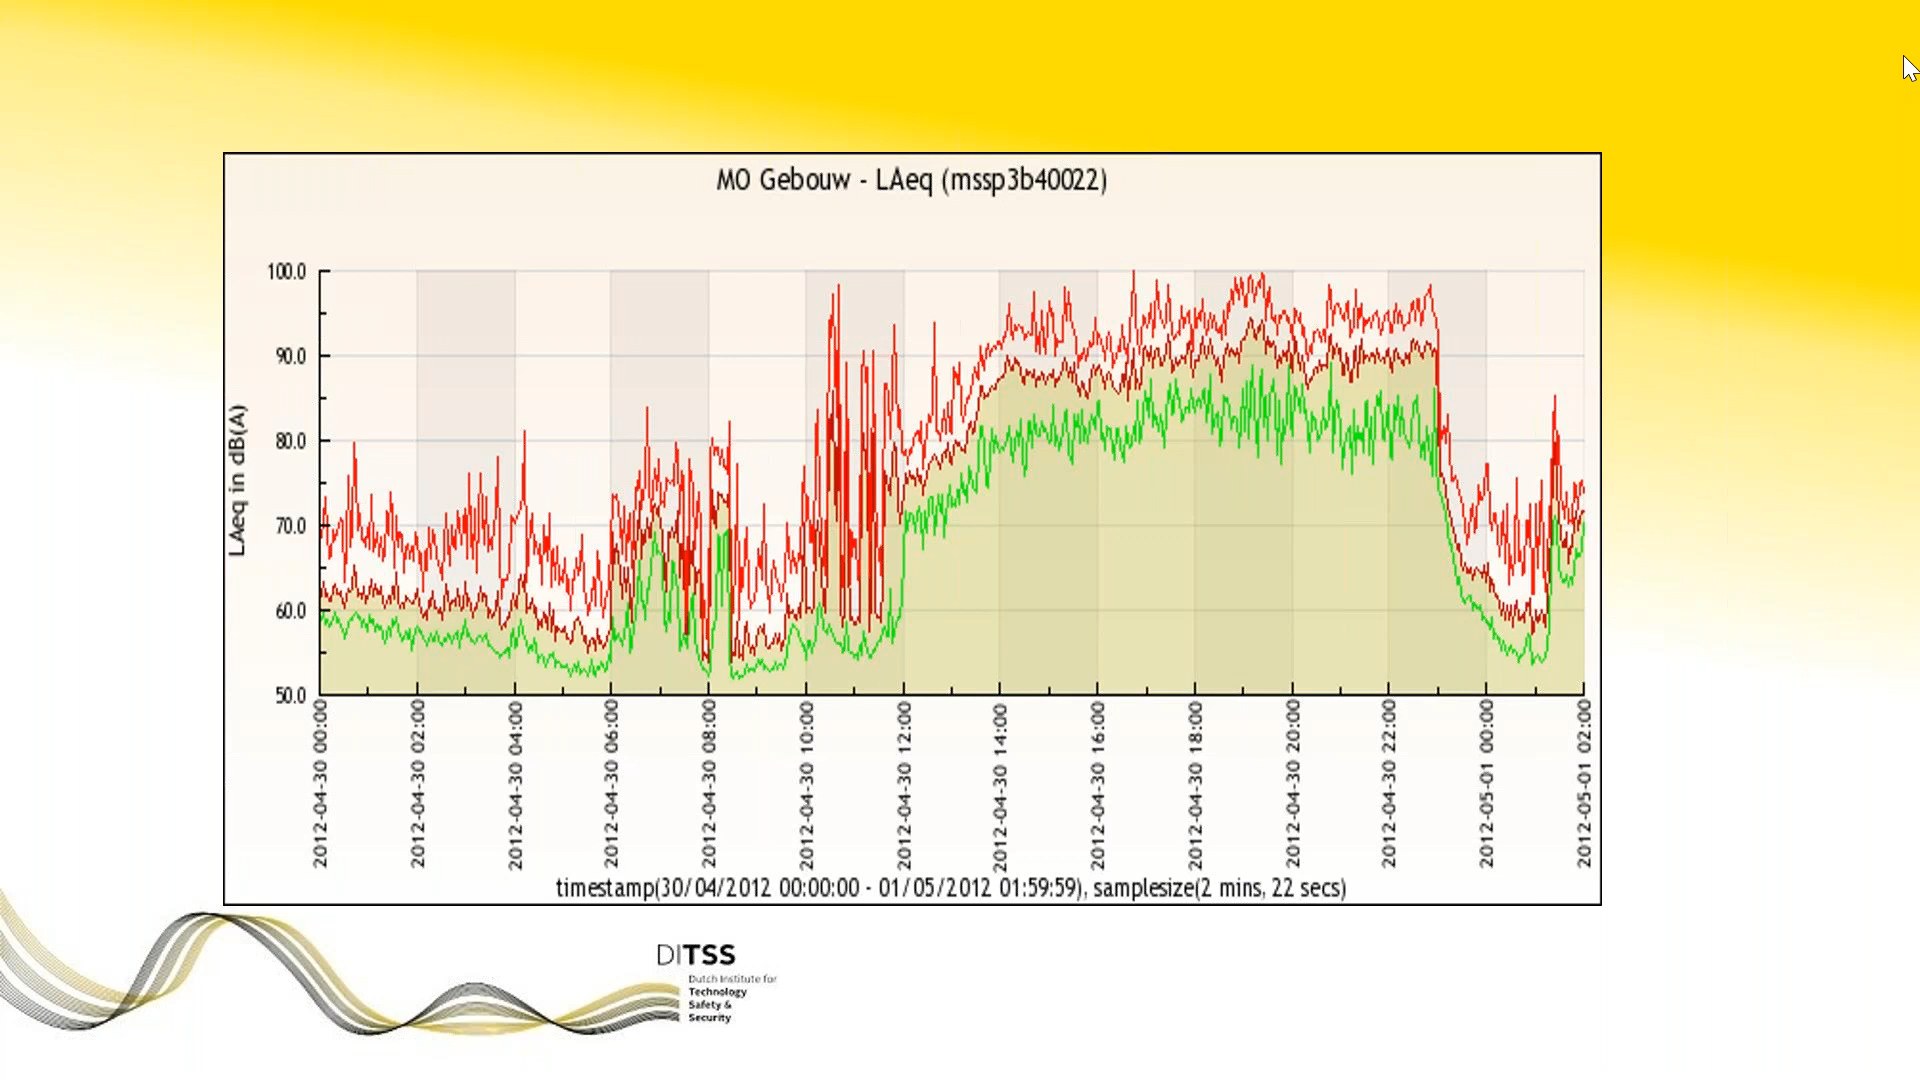 MO Gebouw - LAeq (mssp3b40022)
LAeq in dB(A)
100.0
90.0
80.0
70.0
60.0
50.0
2012-04-30 00:00
2012-04-30 02:00
2012-04-30 04:00
2012-04-30 06:00
2012-04-30 08:00
2012-04-30 10:00
2012-04-30 12:00
2012-04-30 14:00
2012-04-30 16:00
2012-04-30 18:00
2012-04-30 20:00
2012-04-30 22:00
2012-05-01 00:00
2012-05-01 02:00
timestamp(30/04/2012 00:00:00 - 01/05/2012 01:59:59), samplesize(2 mins, 22 secs)
DITSS
Dutch Institute for
Technology
Safety &
Security